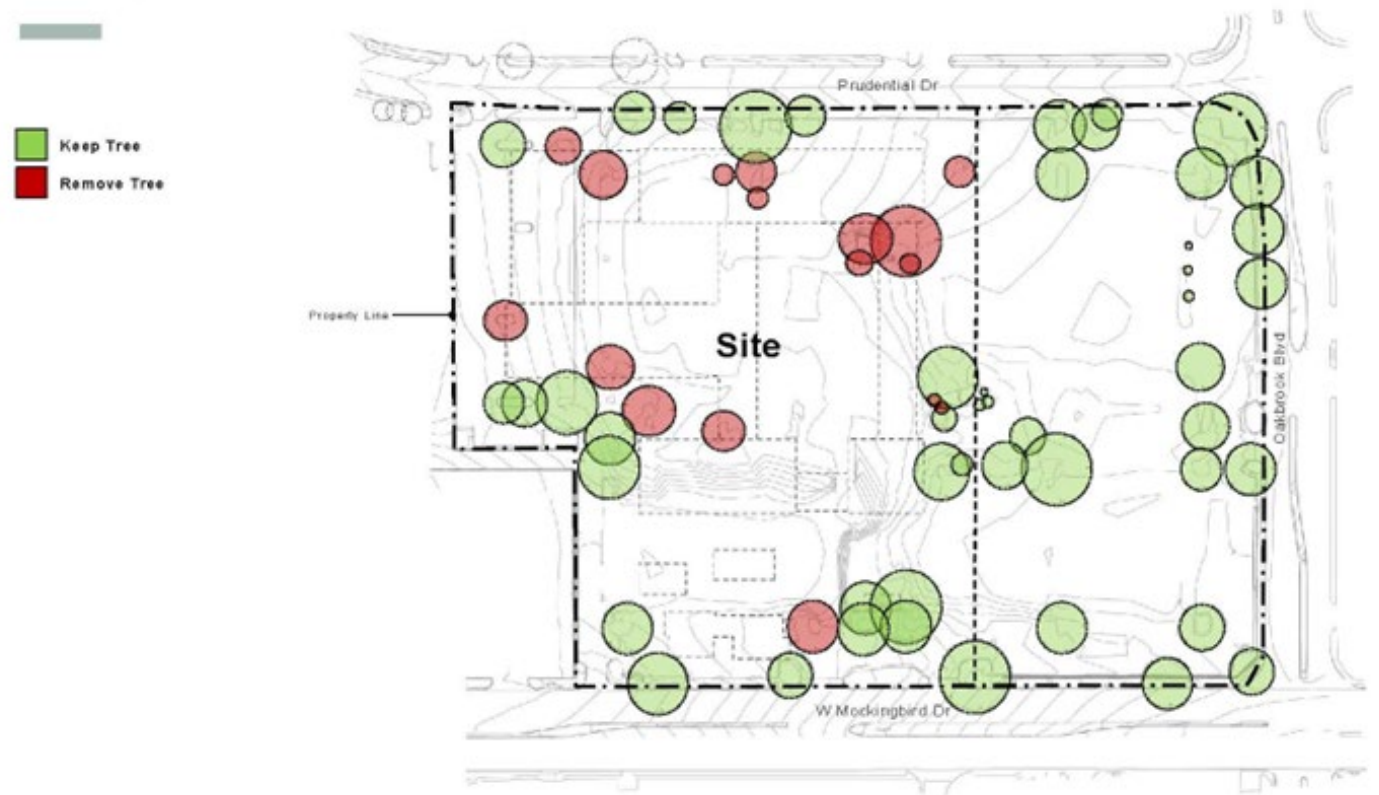 Prudential Dr
Keep Tree
Remove Tree
Property Line
Site
Oakbrook Blvd
W Mockingbird Dr